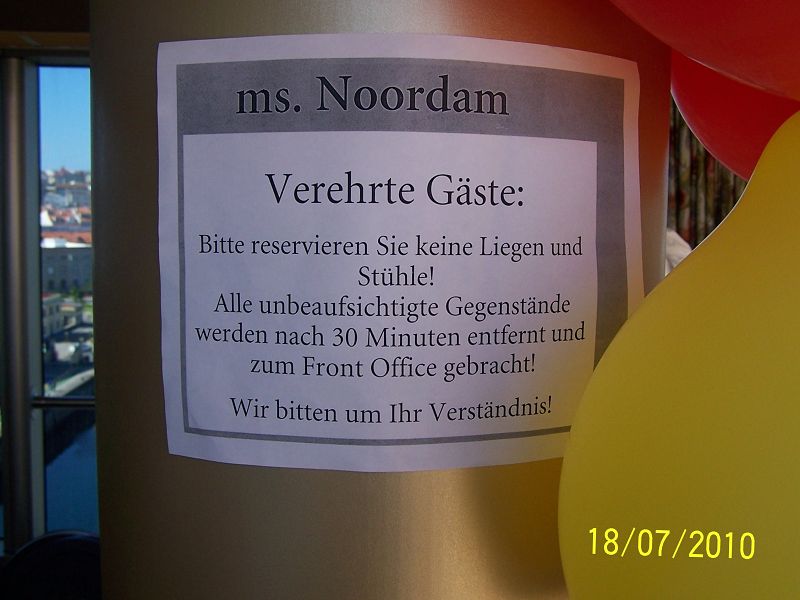 ms. Noordam
Verehrte Gäste:
Bitte reservieren Sie keine Liegen und
Stühle!
Alle unbeaufsichtigte Gegenstände
werden nach 30 Minuten entfernt und
zum Front Office gebracht!
Wir bitten um Ihr Verständnis!
18/07/2010